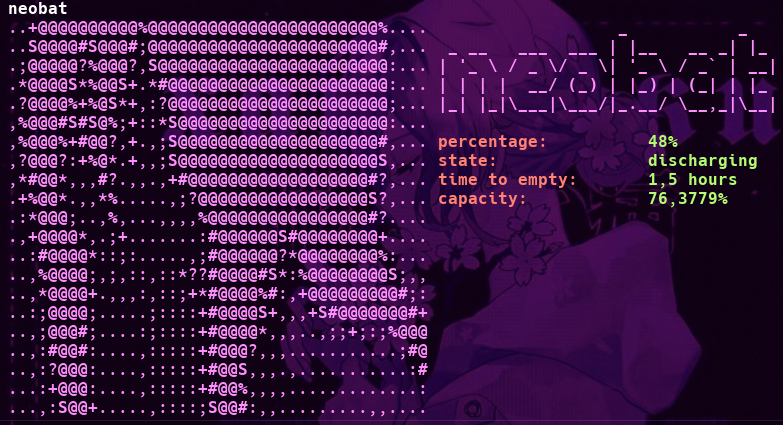 neobat
neobat
percentage: 48%
state: discharging
time to empty: 1,5 hours
capacity: 76,3779%